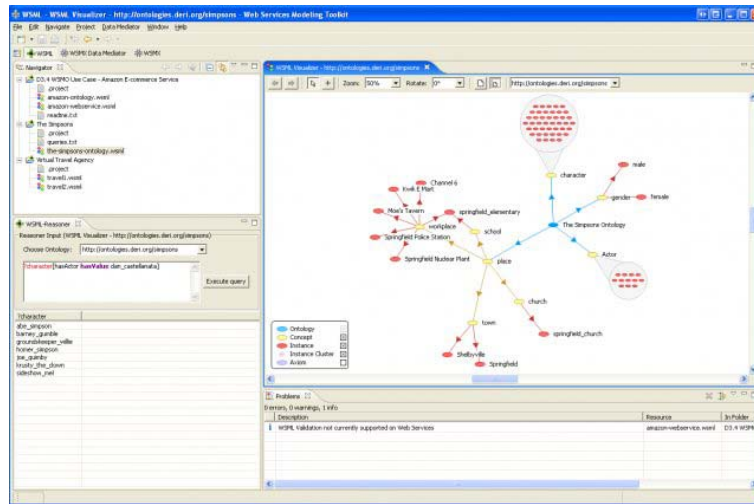 WSML - WSML Visualizer - http://ontologies.deri.org/simpsons - Web Services Modeling Toolkit
File Edit Navigate Project Data Mediator Window Help
WSML WSMX Data Mediator WSMX
Navigator
D3.4 WSMO Use Case - Amazon E-commerce Service
.project
amazon-ontology.wsml
amazon-webservice.wsml
readme.txt
The Simpsons
.project
queries.txt
the-simpsons-ontology.wsml
Virtual Travel Agency
.project
travel1.wsml
travel2.wsml
WSML-Reasoner
Reasoner Input (WSML Visualizer - http://ontologies.deri.org/simpsons)
Choose Ontology: http://ontologies.deri.org/simpsons
?character[hasActor hasValue dan_castellaneta]
Execute query
?character
abe_simpson
barney_gumble
groundskeeper_willie
homer_simpson
joe_quimby
krusty_the_clown
sideshow_mel
WSML Visualizer - http://ontologies.deri.org/simpsons
Zoom: 50% Rotate: 0° http://ontologies.deri.org/simpsons
character
male
gender
female
Channel 6
Kwik E Mart
Moe's Tavern
springfield_elementary
workplace
The Simpsons Ontology
school
Springfield Police Station
Actor
place
Springfield Nuclear Plant
church
town
springfield_church
Shelbyville
Springfield
Ontology
Concept
Instance
Instance Cluster
Axiom
Problems
0 errors, 0 warnings, 1 info
Description Resource In Folder
WSML Validation not currently supported on Web Services amazon-webservice.wsml D3.4 WSMO